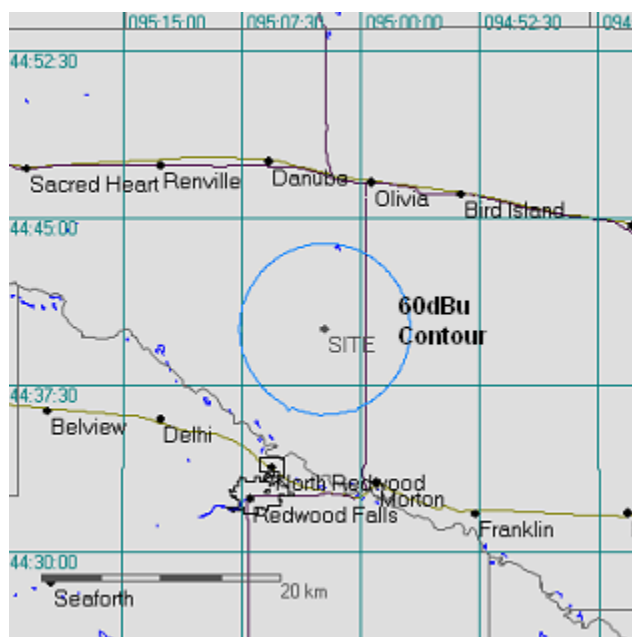 095:15:00 095:07:30 095:00:00 094:52:30 094
44:52:30
Sacred Heart Renville Danube Olivia Bird Island
44:45:00
60dBu
Contour
SITE
44:37:30
Belview Delhi
North Redwood
Morton
Redwood Falls Franklin
44:30:00
20 km
Seaforth